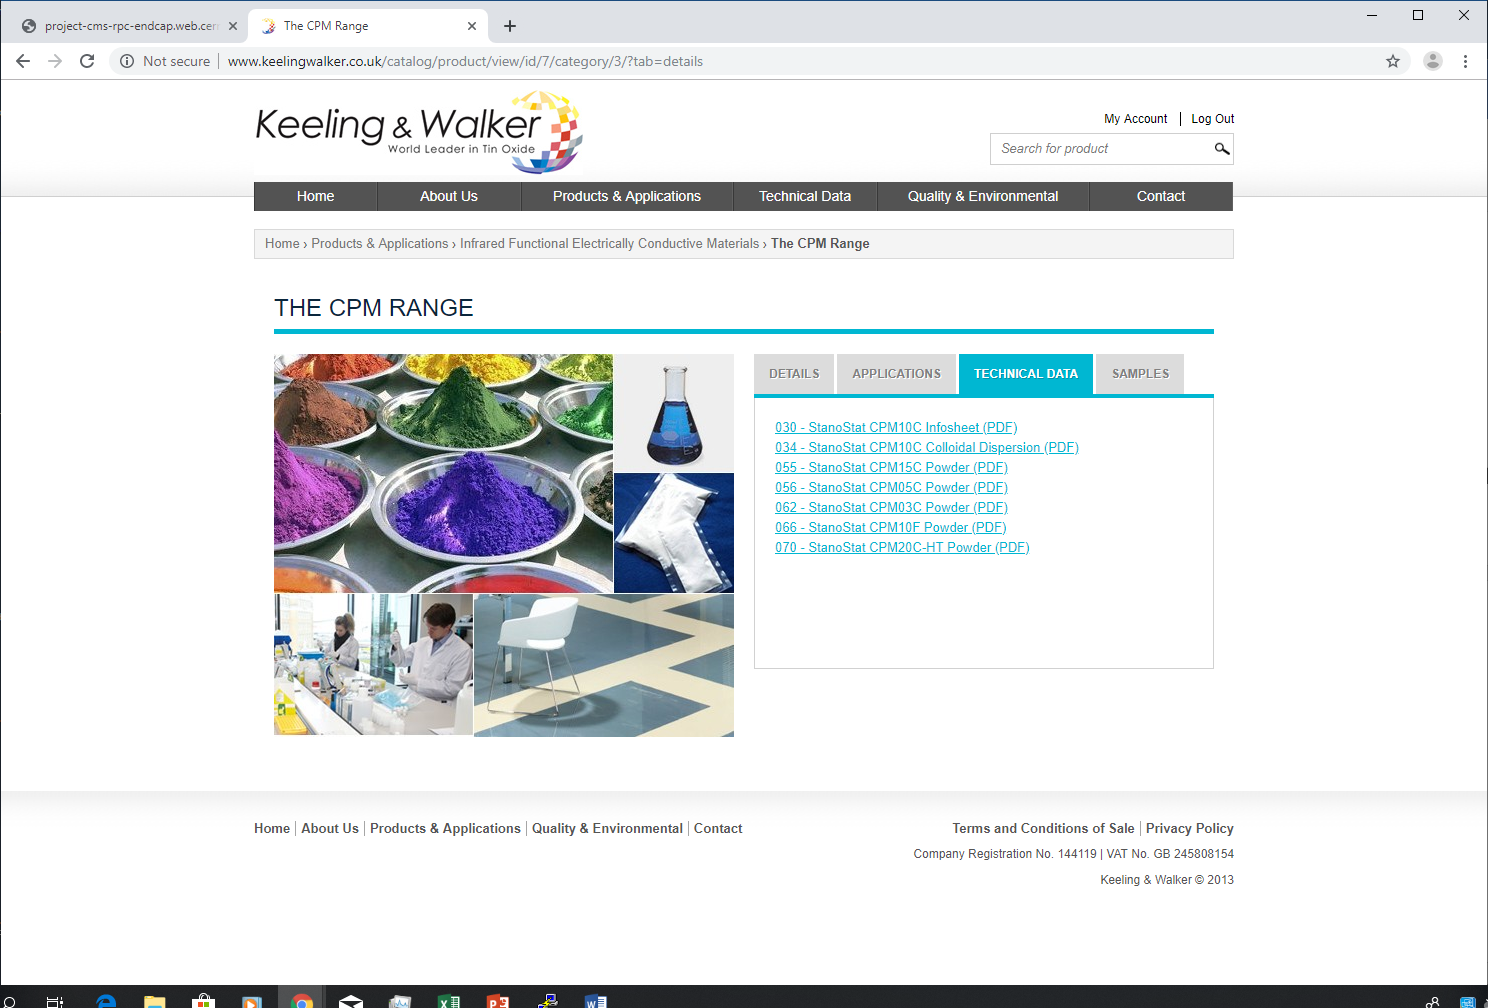 project-cms-rpc-endcap.web.cer
The CPM Range
Not secure
www.keelingwalker.co.uk/catalog/product/view/id/7/category/3/?tab=details
Keeling & Walker
World Leader in Tin Oxide
My Account | Log Out
Search for product
Home
About Us
Products & Applications
Technical Data
Quality & Environmental
Contact
Home › Products & Applications › Infrared Functional Electrically Conductive Materials › The CPM Range
THE CPM RANGE
DETAILS
APPLICATIONS
TECHNICAL DATA
SAMPLES
030 - StanoStat CPM10C Infosheet (PDF)
034 - StanoStat CPM10C Colloidal Dispersion (PDF)
055 - StanoStat CPM15C Powder (PDF)
056 - StanoStat CPM05C Powder (PDF)
062 - StanoStat CPM03C Powder (PDF)
066 - StanoStat CPM10F Powder (PDF)
070 - StanoStat CPM20C-HT Powder (PDF)
Home | About Us | Products & Applications | Quality & Environmental | Contact
Terms and Conditions of Sale | Privacy Policy
Company Registration No. 144119 | VAT No. GB 245808154
Keeling & Walker © 2013